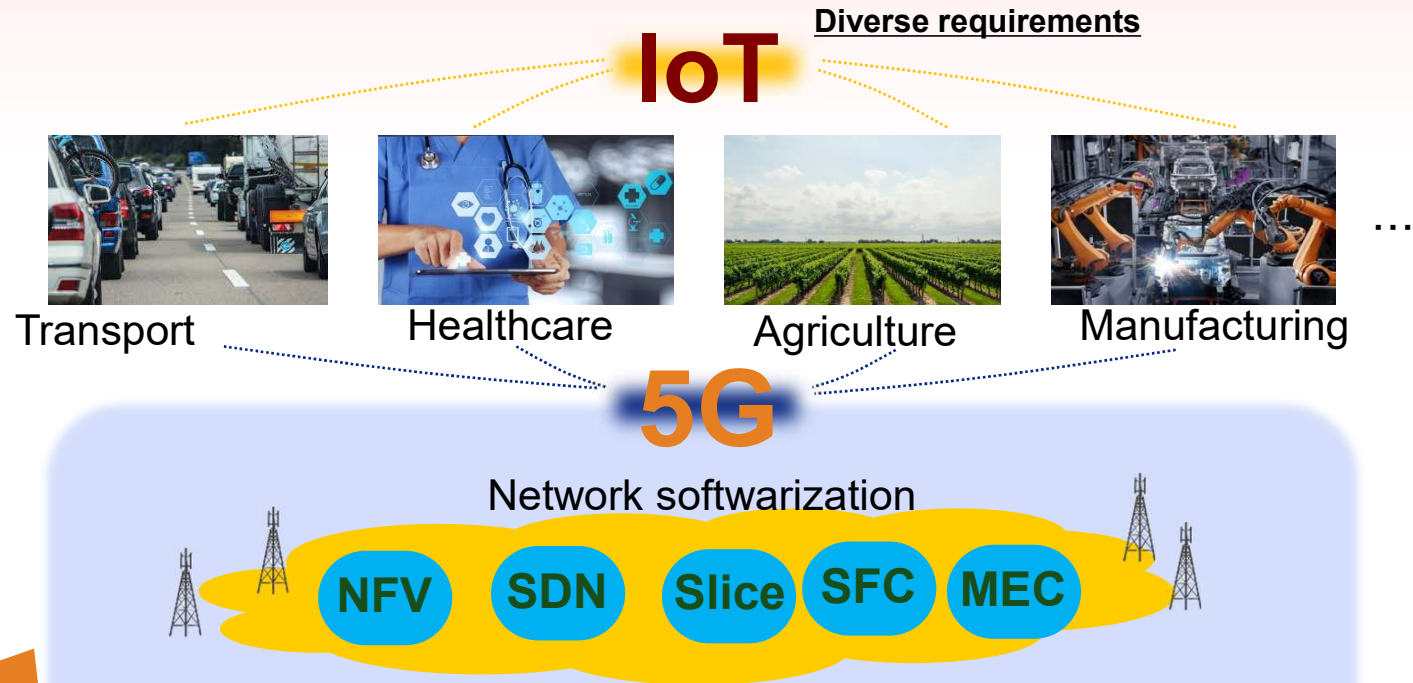 Diverse requirements
IoT
...
Transport
Healthcare
Agriculture
Manufacturing
5G
Network softwarization
NFV
SDN
Slice
SFC
MEC